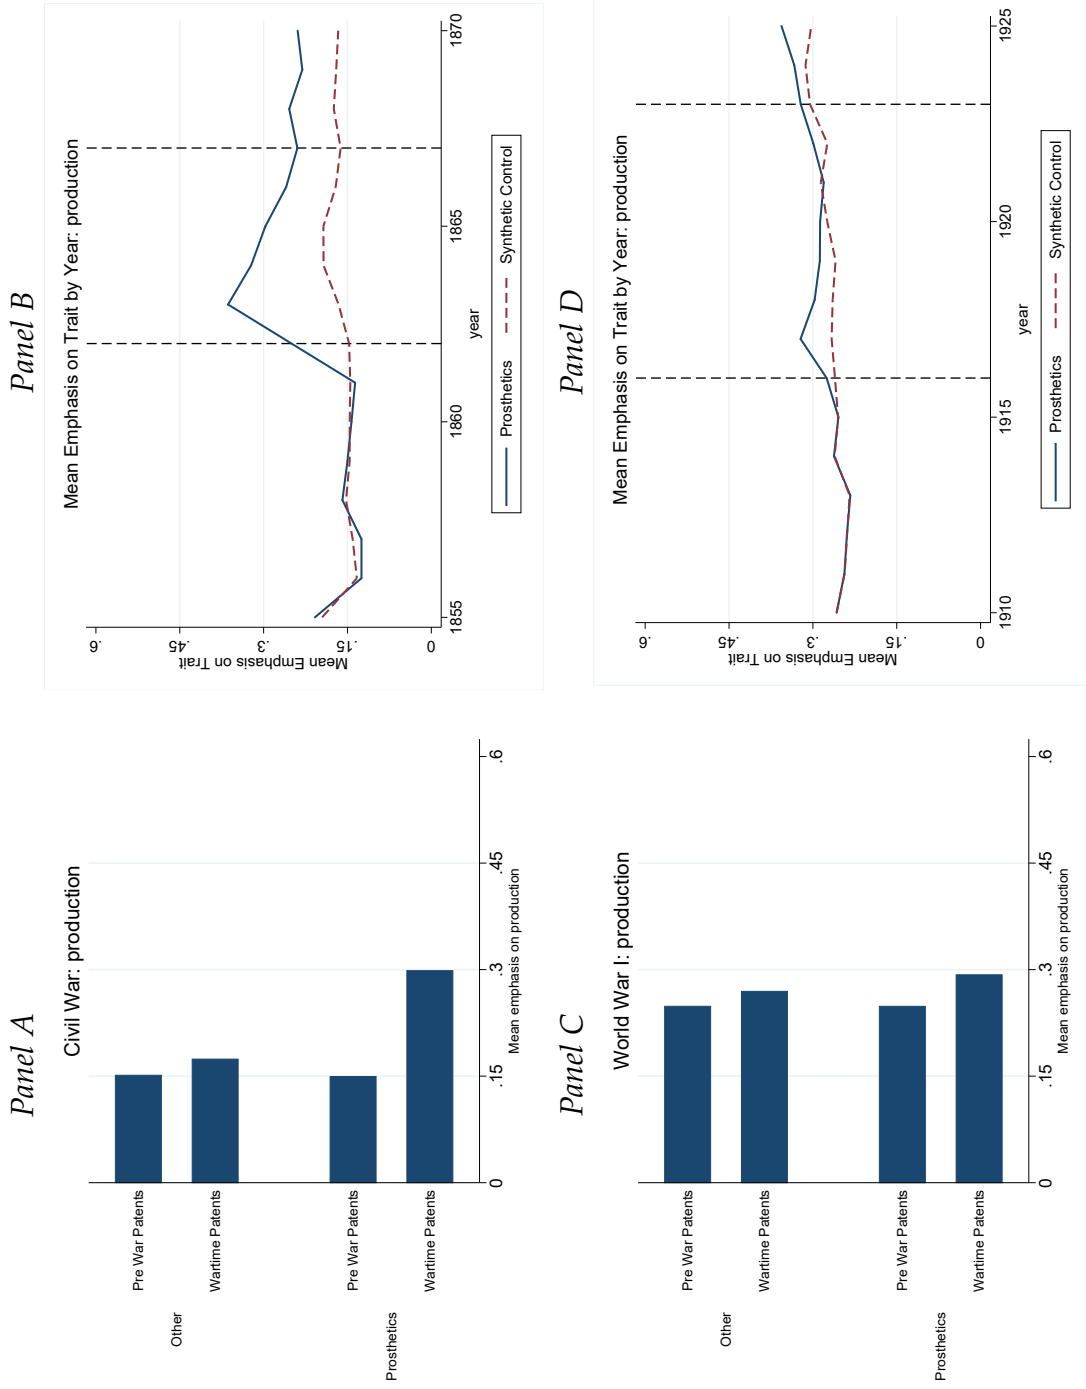 Panel A
Civil War: production
Other
Pre War Patents
Wartime Patents
Prosthetics
Pre War Patents
Wartime Patents
0 .15 .3 .45 .6
Mean emphasis on production
Panel B
Mean Emphasis on Trait by Year: production
Mean Emphasis on Trait
.6
.45
.3
.15
0
1855 1860 1865 1870
year
Prosthetics Synthetic Control
Panel C
World War I: production
Other
Pre War Patents
Wartime Patents
Prosthetics
Pre War Patents
Wartime Patents
0 .15 .3 .45 .6
Mean emphasis on production
Panel D
Mean Emphasis on Trait by Year: production
Mean Emphasis on Trait
.6
.45
.3
.15
0
1910 1915 1920 1925
year
Prosthetics Synthetic Control